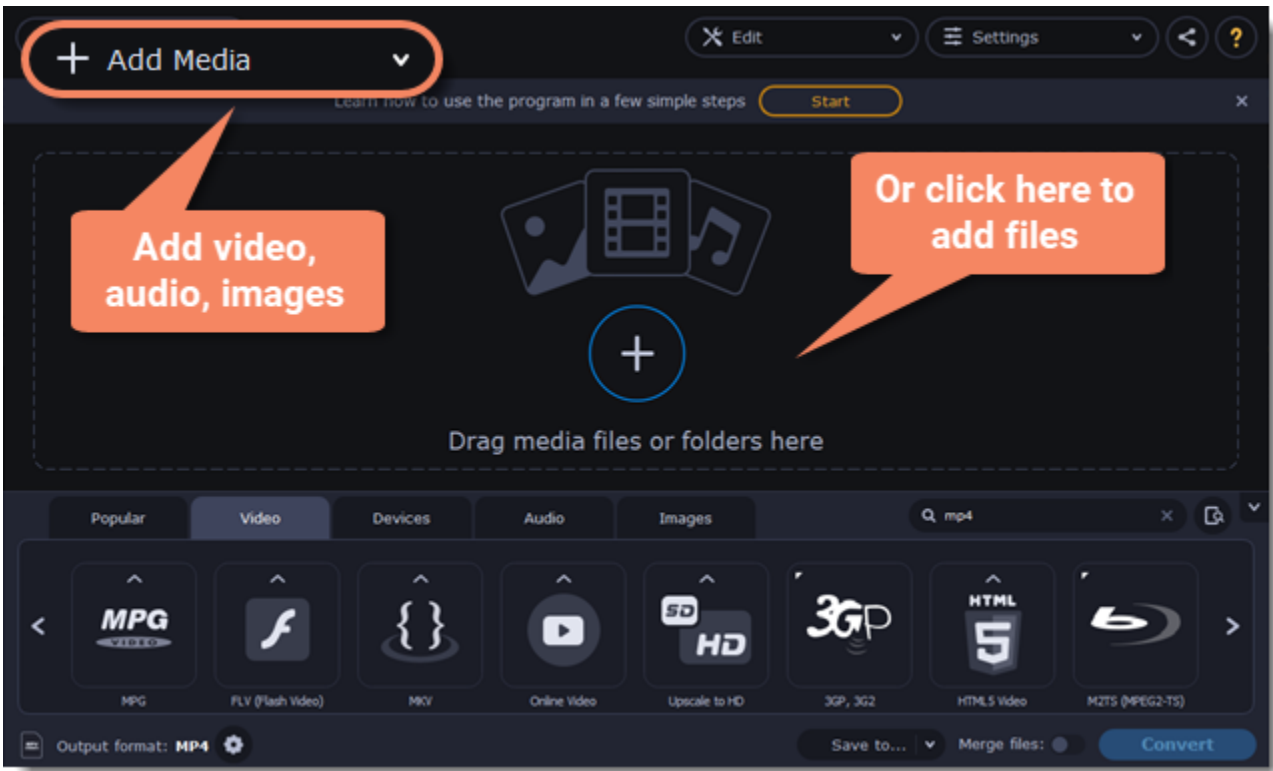 Add Media
Edit
Settings
?
Learn how to use the program in a few simple steps
Start
Add video,
audio, images
Or click here to
add files
Drag media files or folders here
Popular
Video
Devices
Audio
Images
mp4
MPG
VIDEO
SD
HD
3GP
HTML
5
MPG
FLV (Flash Video)
MKV
Online Video
Upscale to HD
3GP, 3G2
HTML5 Video
M2TS (MPEG2-TS)
Output format: MP4
Save to...
Merge files:
Convert